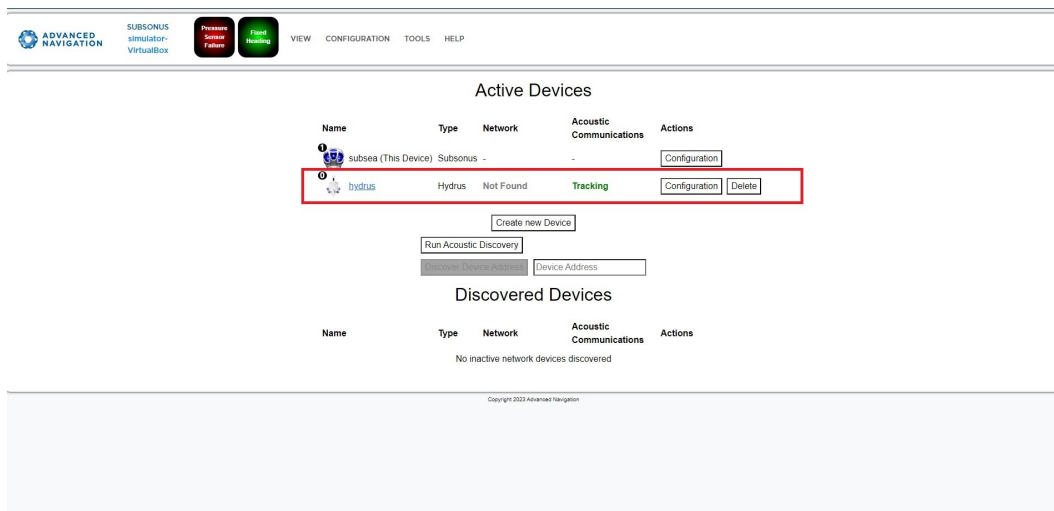 ADVANCED NAVIGATION
SUBSONUS
simulator-
VirtualBox
Pressure
Sensor
Failure
Fixed
Heading
VIEW CONFIGURATION TOOLS HELP
Active Devices
Name Type Network Acoustic Communications Actions
1 subsea (This Device) Subsonus - - Configuration
0 hydrus Hydrus Not Found Tracking Configuration Delete
Create new Device
Run Acoustic Discovery
Discover Device Address Device Address
Discovered Devices
Name Type Network Acoustic Communications Actions
No inactive network devices discovered
Copyright 2023 Advanced Navigation